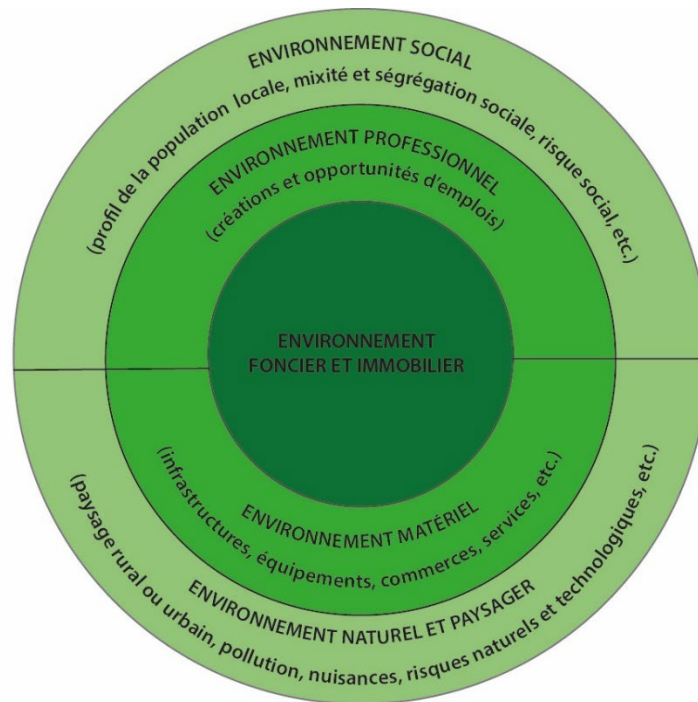 ENVIRONNEMENT SOCIAL
(profil de la population locale, mixité et ségrégation sociale, risque social, etc.)
ENVIRONNEMENT PROFESSIONNEL
(créations et opportunités d'emplois)
ENVIRONNEMENT
FONCIER ET IMMOBILIER
ENVIRONNEMENT MATÉRIEL
(infrastructures, équipements, commerces, services, etc.)
ENVIRONNEMENT NATUREL ET PAYSAGER
(paysage rural ou urbain, pollution, nuisances, risques naturels et technologiques, etc.)